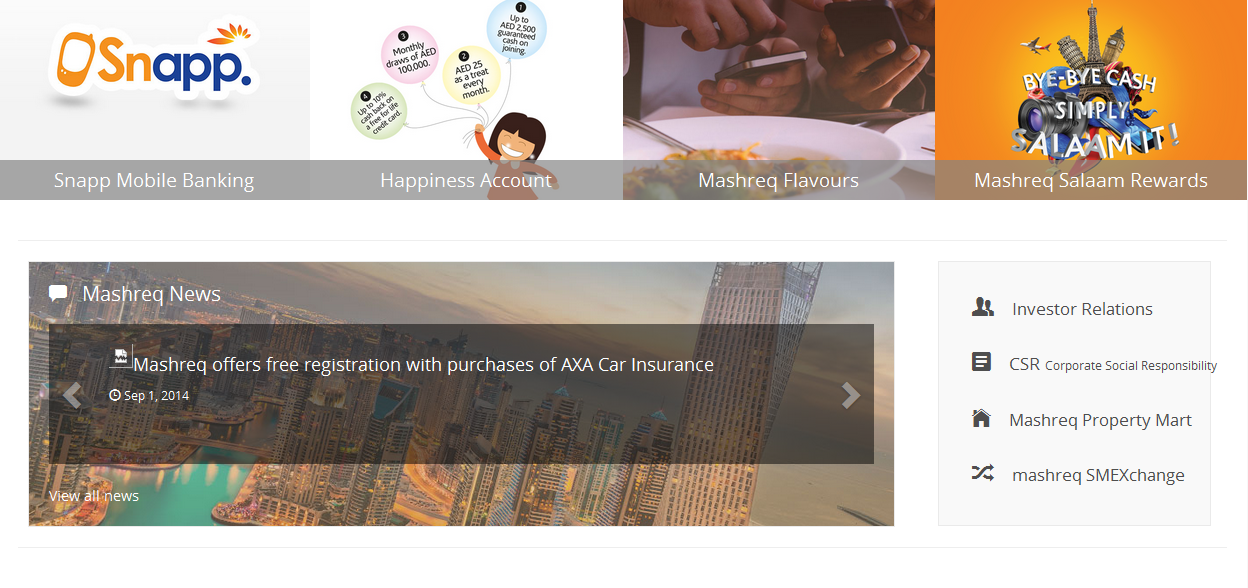 Snapp.
Snapp Mobile Banking
1
Up to
AED 2,500
guaranteed
cash on
joining.
2
AED 25
as a treat
every
month.
3
Monthly
draws of AED
100,000.
4
Up to 10%
cash back on
a free for life
credit card.
Happiness Account
Mashreq Flavours
BYE-BYE CASH
SIMPLY
SALAAM IT!
Mashreq Salaam Rewards
Mashreq News
Mashreq offers free registration with purchases of AXA Car Insurance
Sep 1, 2014
View all news
Investor Relations
CSR Corporate Social Responsibility
Mashreq Property Mart
mashreq SMEXchange